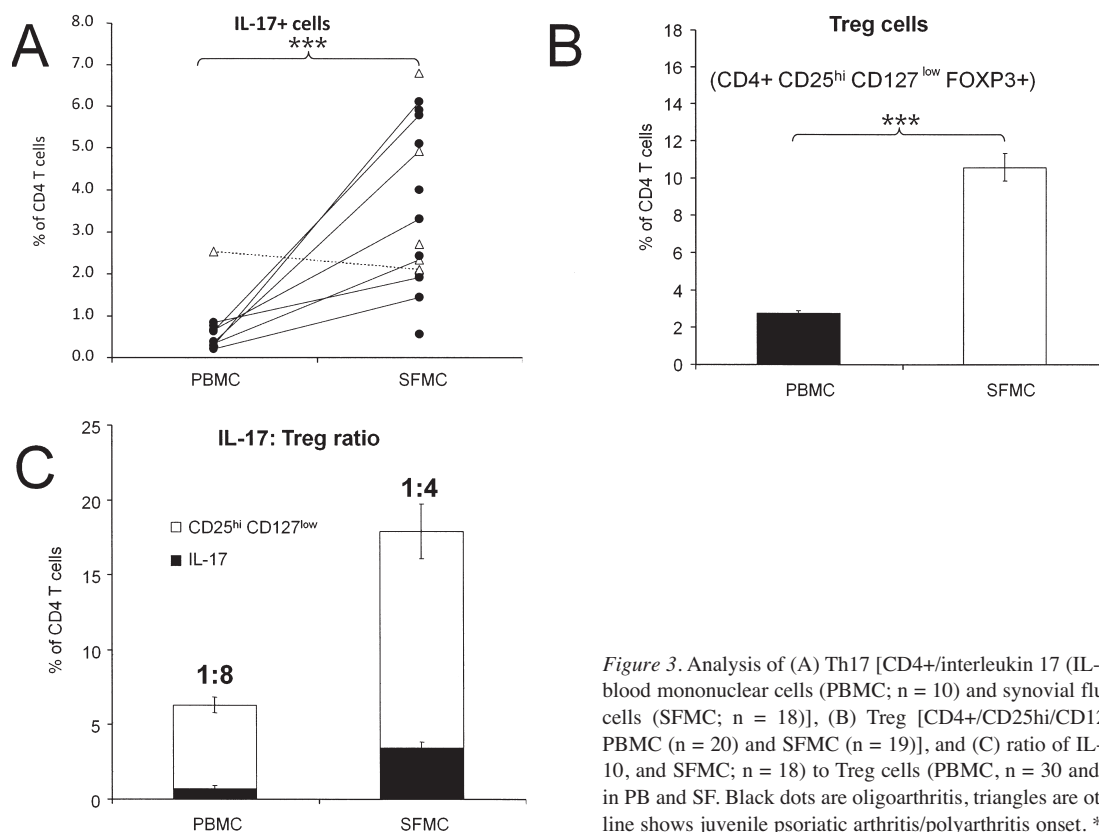 A
IL-17+ cells
***
% of CD4 T cells
8.0
7.0
6.0
5.0
4.0
3.0
2.0
1.0
0.0
PBMC SFMC
B
Treg cells
(CD4+ CD25hi CD127 low FOXP3+)
***
% of CD4 T cells
18
16
14
12
10
8
6
4
2
0
PBMC SFMC
C
IL-17: Treg ratio
% of CD4 T cells
25
20
15
10
5
0
CD25hi CD127low
IL-17
1:8
1:4
PBMC SFMC
Figure 3. Analysis of (A) Th17 [CD4+/interleukin 17 (IL-
blood mononuclear cells (PBMC; n = 10) and synovial flu
cells (SFMC; n = 18)], (B) Treg [CD4+/CD25hi/CD12
PBMC (n = 20) and SFMC (n = 19)], and (C) ratio of IL-
10, and SFMC; n = 18) to Treg cells (PBMC, n = 30 and
in PB and SF. Black dots are oligoarthritis, triangles are ot
line shows juvenile psoriatic arthritis/polyarthritis onset. *